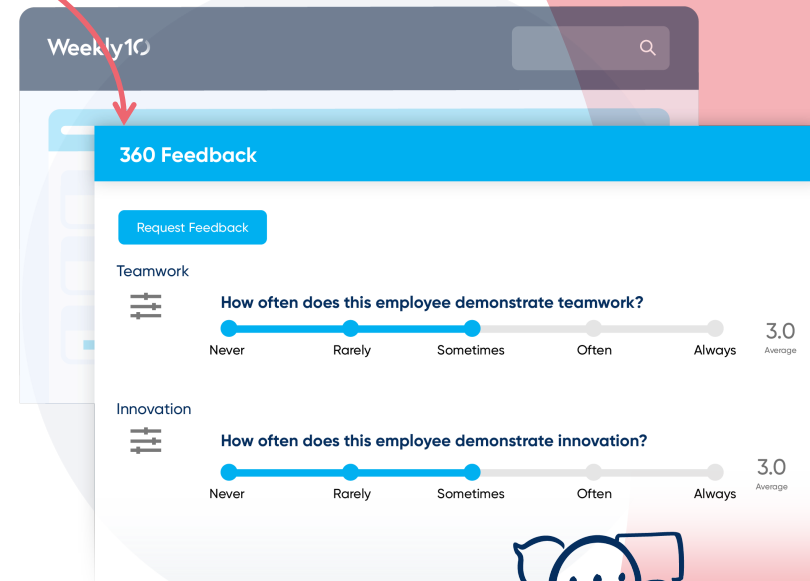 Weekly10
360 Feedback
Request Feedback
Teamwork
How often does this employee demonstrate teamwork?
Never Rarely Sometimes Often Always
3.0
Average
Innovation
How often does this employee demonstrate innovation?
Never Rarely Sometimes Often Always
3.0
Average